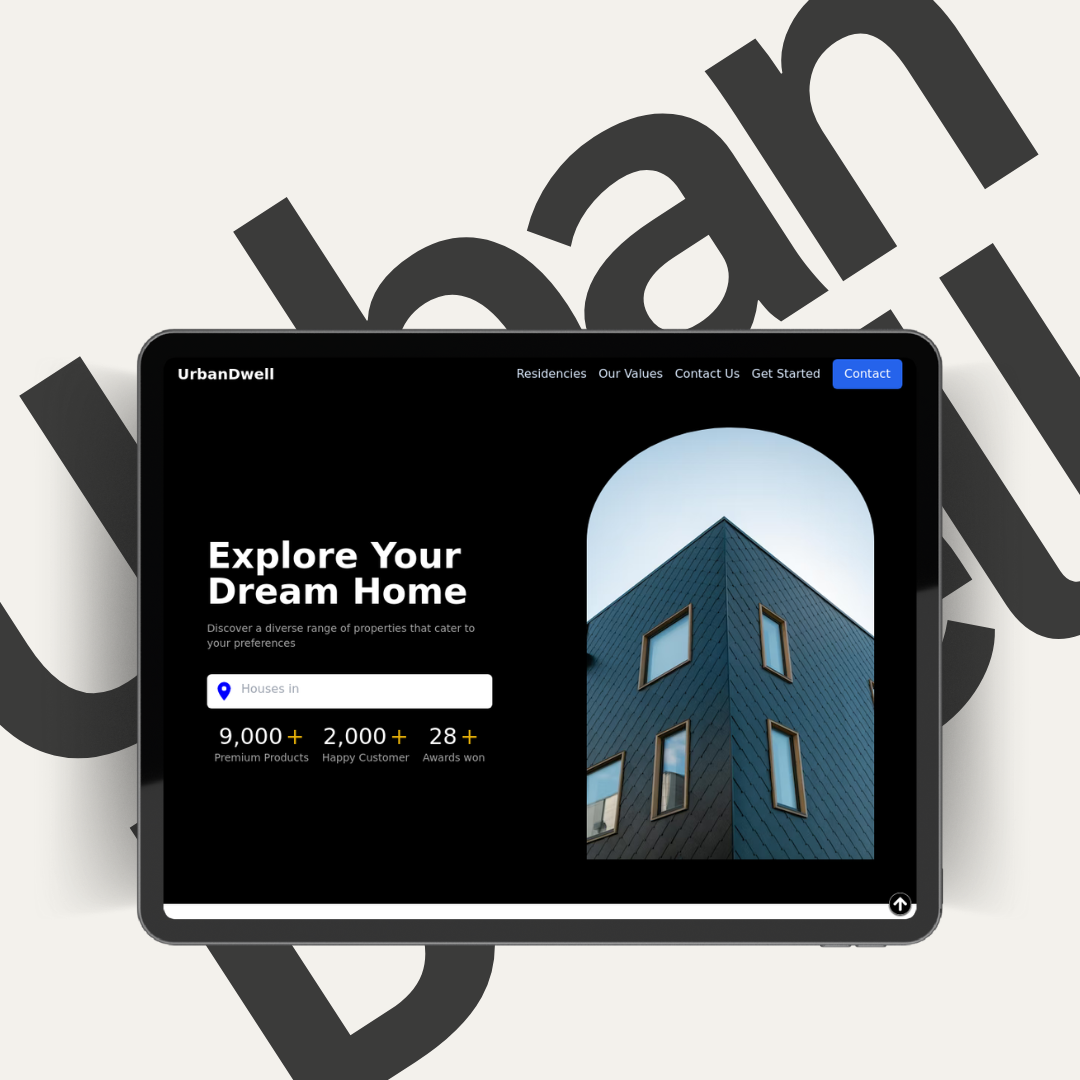 Urban
UrbanDwell
Residencies Our Values Contact Us Get Started Contact
Explore Your
Dream Home
Discover a diverse range of properties that cater to
your preferences
Houses in
9,000 + 2,000 + 28 +
Premium Products Happy Customer Awards won